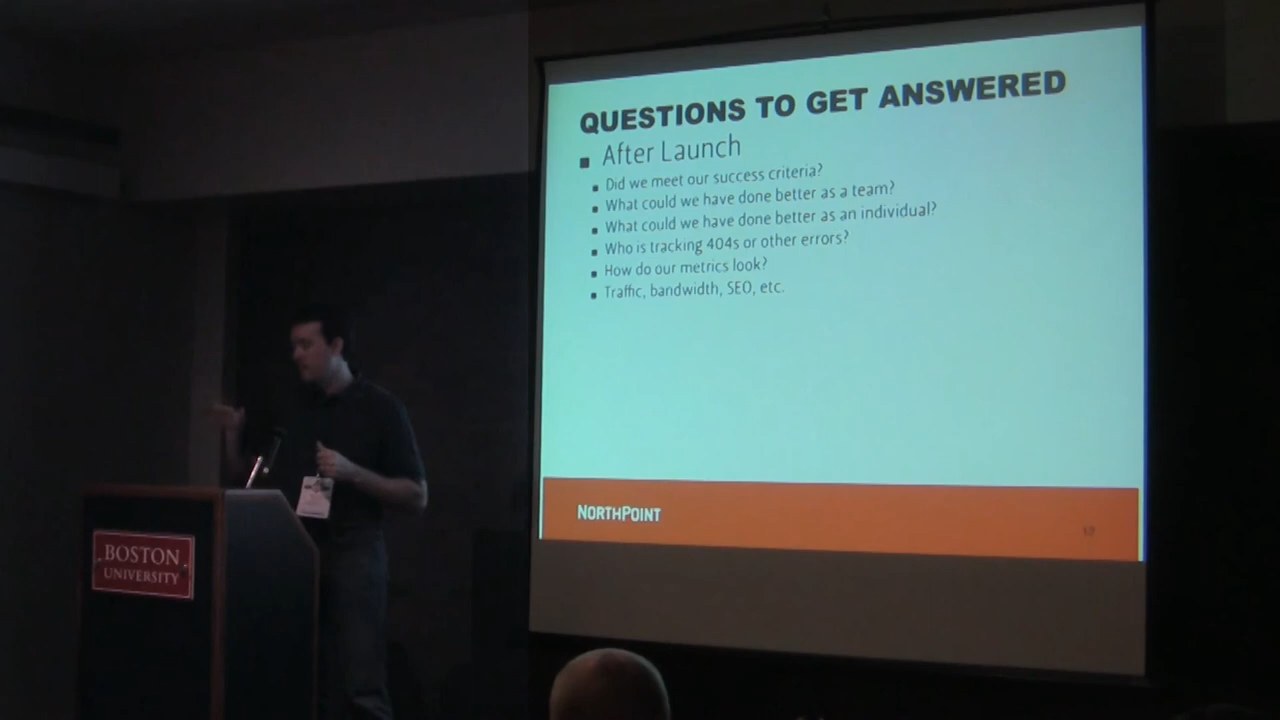 QUESTIONS TO GET ANSWERED
After Launch
Did we meet our success criteria?
What could we have done better as a team?
What could we have done better as an individual?
Who is tracking 404s or other errors?
How do our metrics look?
Traffic, bandwidth, SEO, etc.
NORTHPOINT
BOSTON
UNIVERSITY